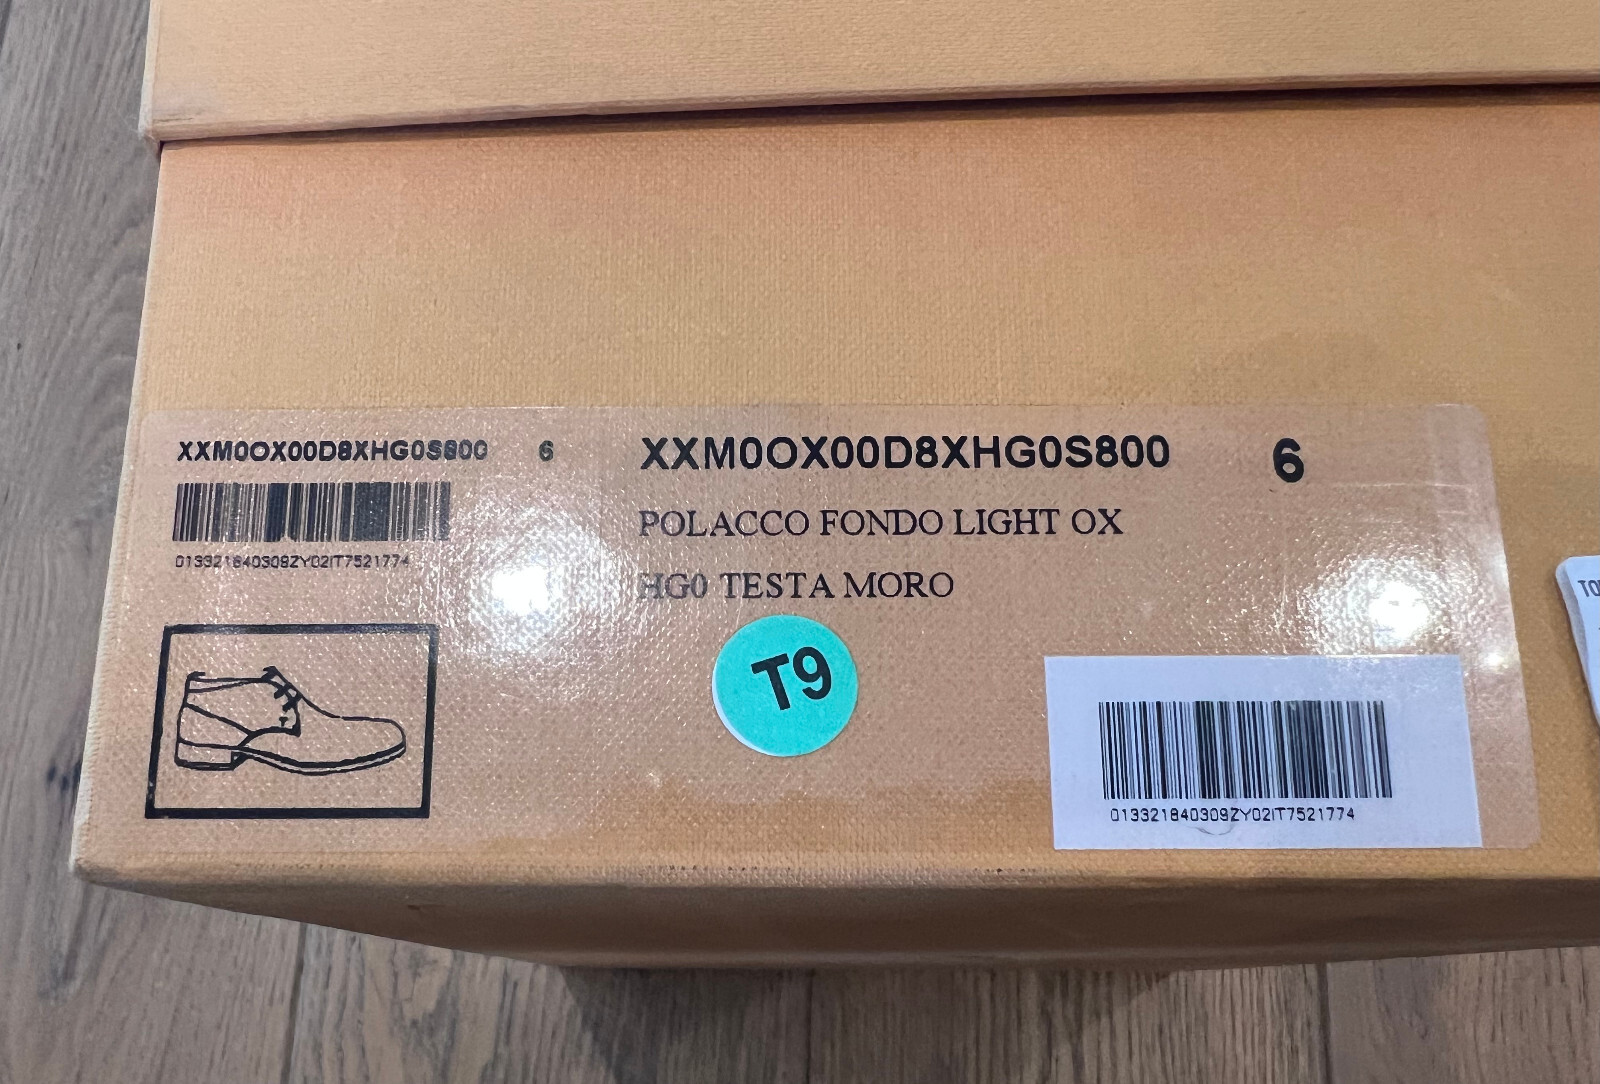 XXM0OX00D8XHG0S800 6
013321840309ZY02IT7521774
XXM0OX00D8XHG0S800 6
POLACCO FONDO LIGHT OX
HG0 TESTA MORO
T9
013321840309ZY02IT7521774